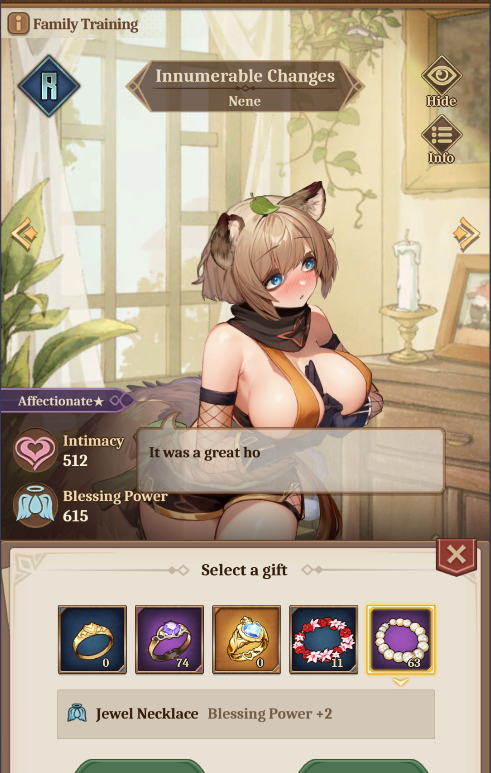 Family Training
R
Innumerable Changes
Nene
Hide
Info
Affectionate★
Intimacy
512
It was a great ho
Blessing Power
615
Select a gift
0
74
0
11
63
Jewel Necklace Blessing Power +2